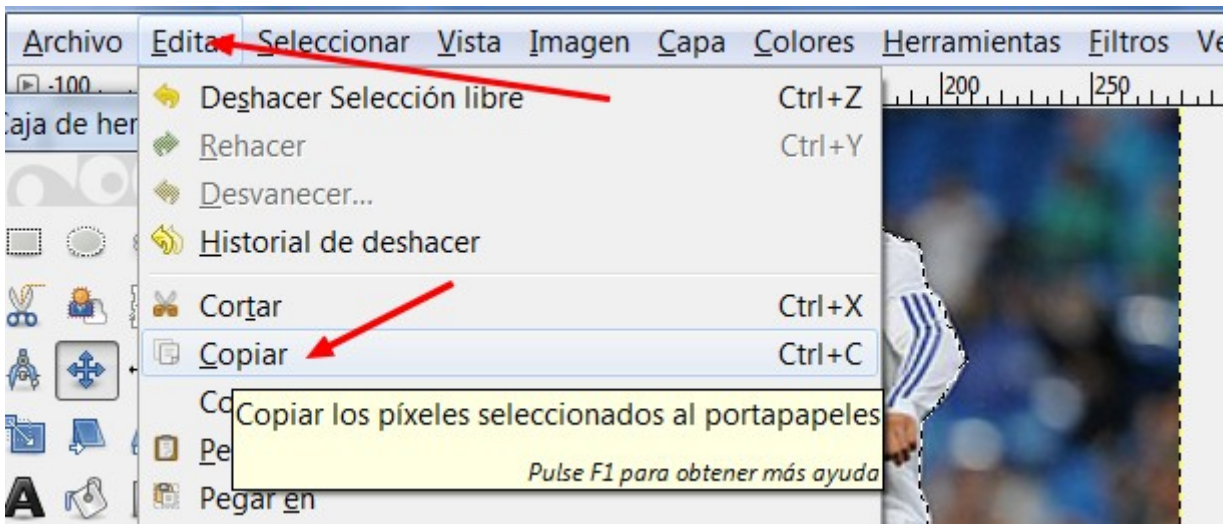 Archivo Editar Seleccionar Vista Imagen Capa Colores Herramientas Filtros
-100 200 250
Deshacer Selección libre Ctrl+Z
Rehacer Ctrl+Y
Desvanecer...
Historial de deshacer
Cortar Ctrl+X
Copiar Ctrl+C
Copiar los píxeles seleccionados al portapapeles
Pulse F1 para obtener más ayuda
Pegar en